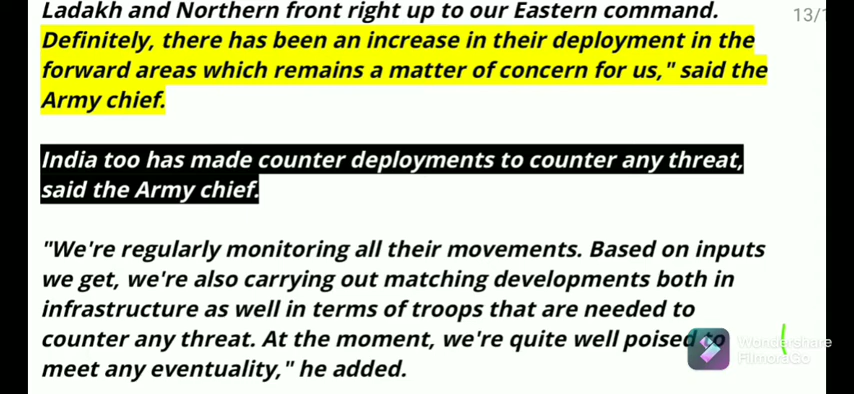 Ladakh and Northern front right up to our Eastern command.
13/1
Definitely, there has been an increase in their deployment in the
forward areas which remains a matter of concern for us," said the
Army chief.
India too has made counter deployments to counter any threat,
said the Army chief.
"We're regularly monitoring all their movements. Based on inputs
we get, we're also carrying out matching developments both in
infrastructure as well in terms of troops that are needed to
counter any threat. At the moment, we're quite well poised to
meet any eventuality," he added.
Wondershare
FilmoraGo